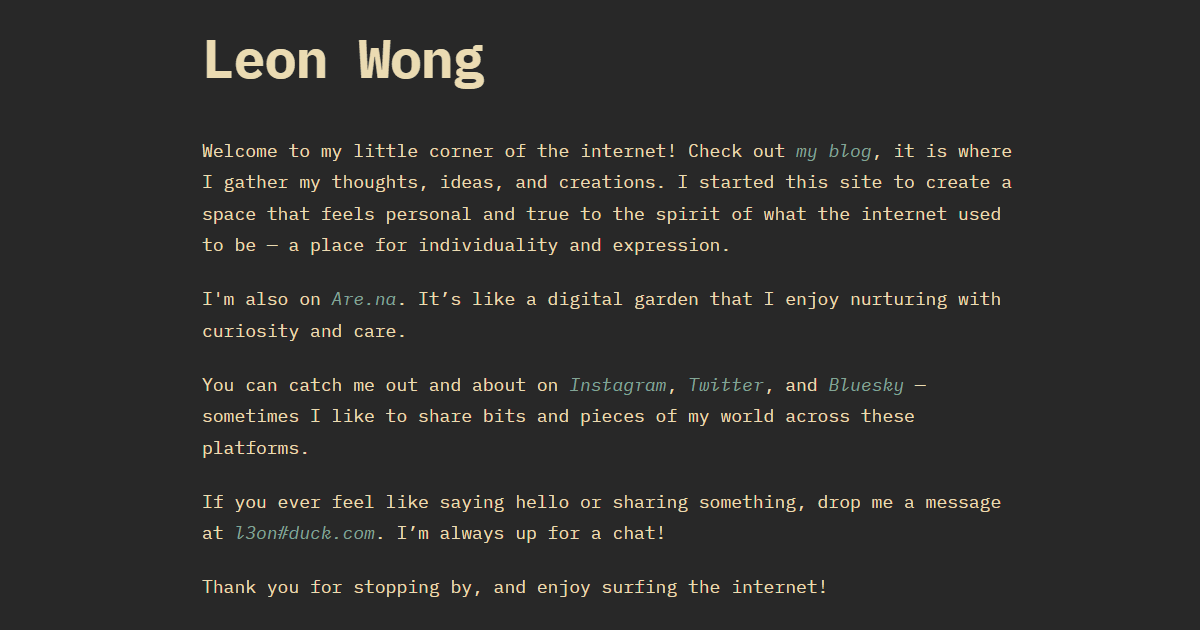 Leon Wong
Welcome to my little corner of the internet! Check out my blog, it is where
I gather my thoughts, ideas, and creations. I started this site to create a
space that feels personal and true to the spirit of what the internet used
to be — a place for individuality and expression.
I'm also on Are.na. It’s like a digital garden that I enjoy nurturing with
curiosity and care.
You can catch me out and about on Instagram, Twitter, and Bluesky —
sometimes I like to share bits and pieces of my world across these
platforms.
If you ever feel like saying hello or sharing something, drop me a message
at l3on#duck.com. I’m always up for a chat!
Thank you for stopping by, and enjoy surfing the internet!